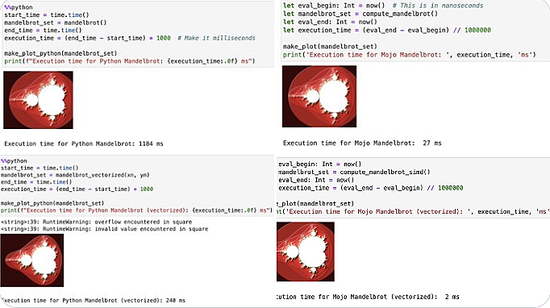 %%python
start_time = time.time()
mandelbrot_set = mandelbrot()
end_time = time.time()
execution_time = (end_time - start_time) * 1000  # Make it milliseconds
make_plot_python(mandelbrot_set)
print(f"Execution time for Python Mandelbrot: {execution_time:.0f} ms")
Execution time for Python Mandelbrot: 1184 ms
let eval_begin: Int = now()  # This is in nanoseconds
let mandelbrot_set = compute_mandelbrot()
let eval_end: Int = now()
let execution_time = (eval_end - eval_begin) // 1000000
make_plot(mandelbrot_set)
print('Execution time for Mojo Mandelbrot: ', execution_time, 'ms')
Execution time for Mojo Mandelbrot:  27 ms
%%python
start_time = time.time()
mandelbrot_set = mandelbrot_vectorized(xn, yn)
end_time = time.time()
execution_time = (end_time - start_time) * 1000
make_plot_python(mandelbrot_set)
print(f"Execution time for Python Mandelbrot (vectorized): {execution_time:.0f} ms")
<string>:39: RuntimeWarning: overflow encountered in square
<string>:39: RuntimeWarning: invalid value encountered in square
xecution time for Python Mandelbrot (vectorized): 240 ms
eval_begin: Int = now()
mandelbrot_set = compute_mandelbrot_simd()
eval_end: Int = now()
execution_time = (eval_end - eval_begin) // 1000000
_plot(mandelbrot_set)
nt('Execution time for Mojo Mandelbrot (vectorized): ', execution_time, 'ms'
cution time for Mojo Mandelbrot (vectorized):  2 ms